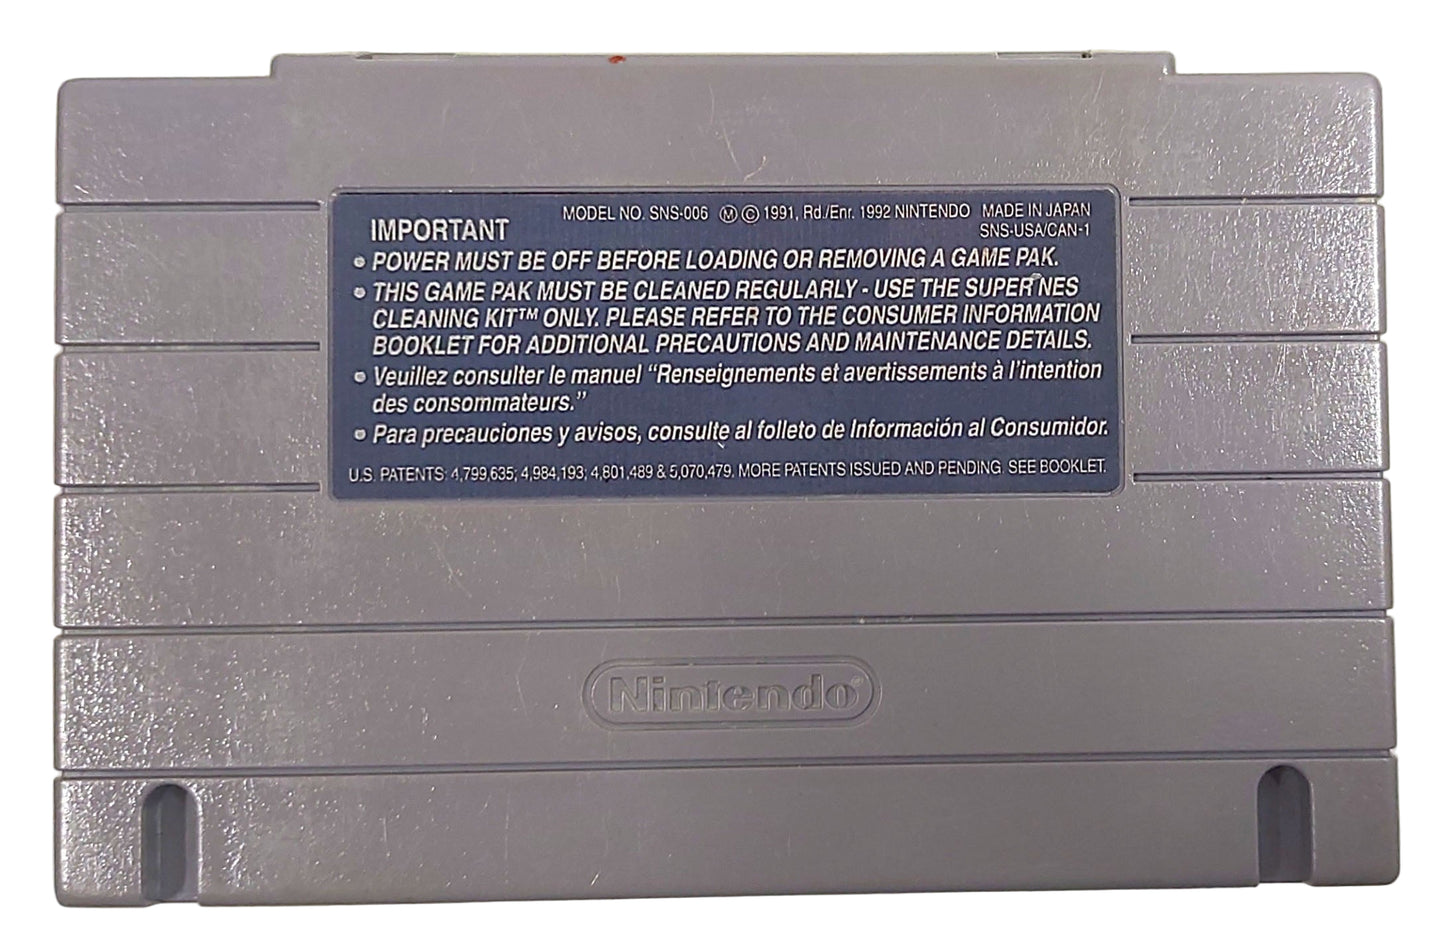 MODEL NO. SNS-006 Ⓜ © 1991, Rd./Enr. 1992 NINTENDO MADE IN JAPAN
IMPORTANT SNS-USA/CAN-1
• POWER MUST BE OFF BEFORE LOADING OR REMOVING A GAME PAK.
• THIS GAME PAK MUST BE CLEANED REGULARLY - USE THE SUPER NES
CLEANING KIT™ ONLY. PLEASE REFER TO THE CONSUMER INFORMATION
BOOKLET FOR ADDITIONAL PRECAUTIONS AND MAINTENANCE DETAILS.
• Veuillez consulter le manuel “Renseignements et avertissements à l’intention
des consommateurs.”
• Para precauciones y avisos, consulte al folleto de Información al Consumidor.
U.S. PATENTS: 4,799,635; 4,984,193; 4,801,489 & 5,070,479. MORE PATENTS ISSUED AND PENDING. SEE BOOKLET.
Nintendo®